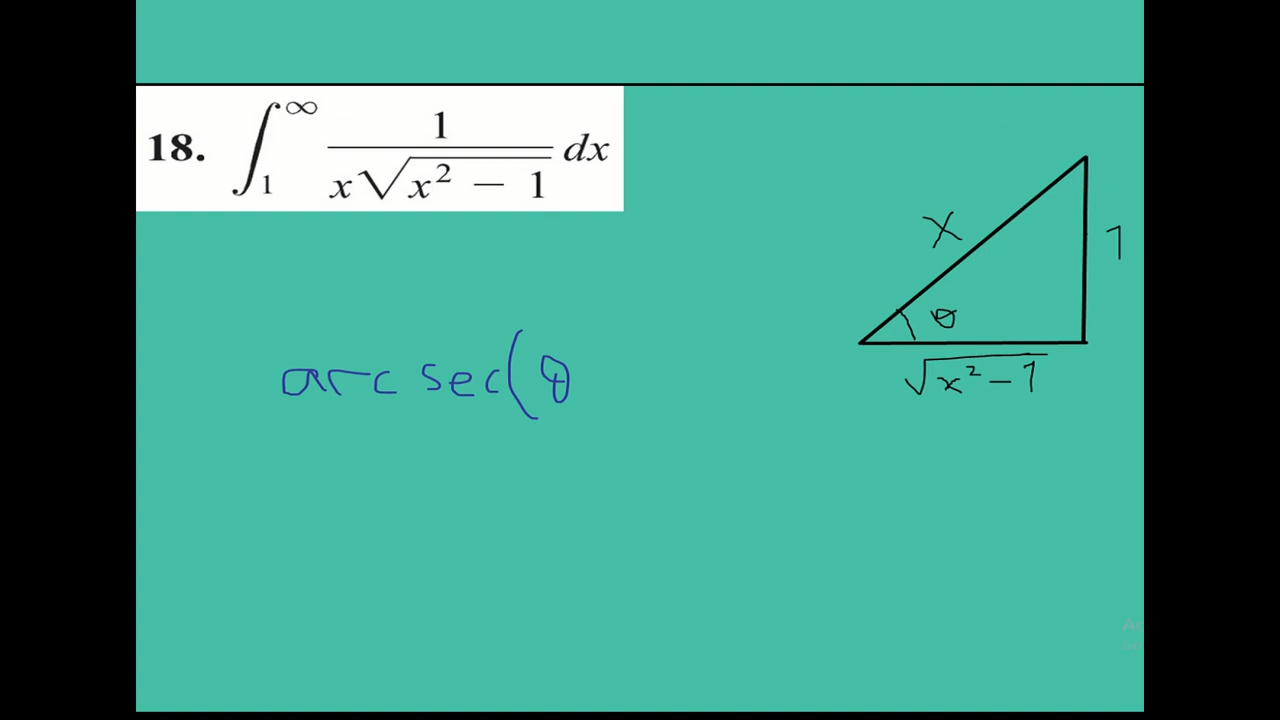 18. ∫₁^∞ 1 / (x√(x² − 1)) dx
x
1
θ
√(x² − 1)
arc sec(θ